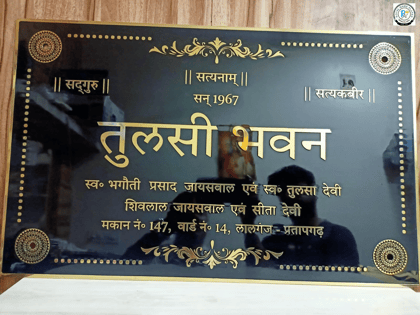 || सत्यनाम् ||
|| सद्गुरु || || सत्यकबीर ||
सन् 1967
तुलसी भवन
स्व॰ भगौती प्रसाद जायसवाल एवं स्व॰ तुलसा देवी
शिवलाल जायसवाल एवं सीता देवी
मकान नं॰ 147, वार्ड नं॰ 14, लालगंज - प्रतापगढ़